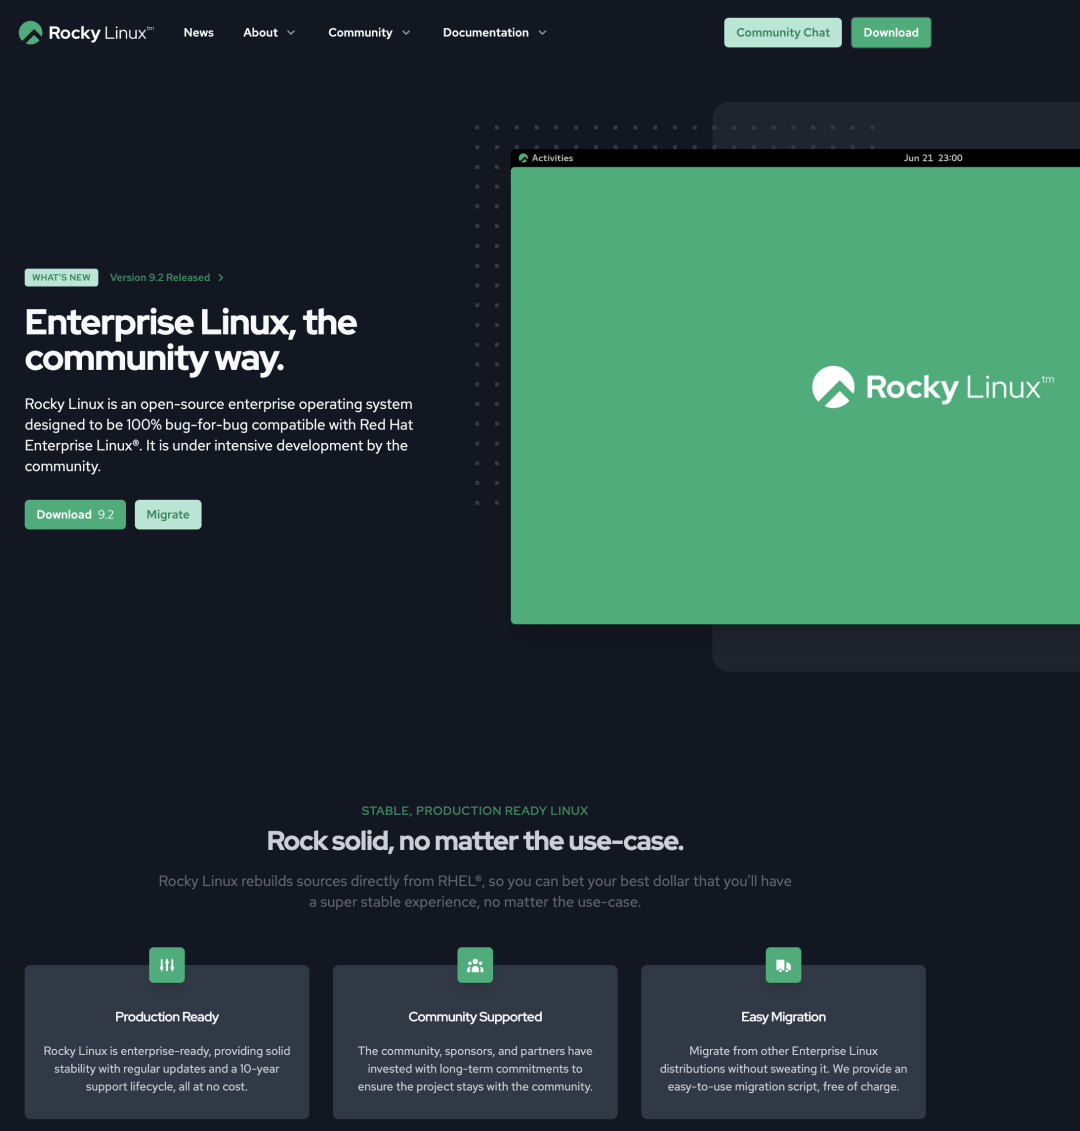 Rocky Linux™
News
About
Community
Documentation
Community Chat
Download
Activities
Jun 21 23:00
WHAT'S NEW
Version 9.2 Released
Enterprise Linux, the
community way.
Rocky Linux is an open-source enterprise operating system
designed to be 100% bug-for-bug compatible with Red Hat
Enterprise Linux®. It is under intensive development by the
community.
Download 9.2
Migrate
Rocky Linux™
STABLE, PRODUCTION READY LINUX
Rock solid, no matter the use-case.
Rocky Linux rebuilds sources directly from RHEL®, so you can bet your best dollar that you'll have
a super stable experience, no matter the use-case.
Production Ready
Rocky Linux is enterprise-ready, providing solid
stability with regular updates and a 10-year
support lifecycle, all at no cost.
Community Supported
The community, sponsors, and partners have
invested with long-term commitments to
ensure the project stays with the community.
Easy Migration
Migrate from other Enterprise Linux
distributions without sweating it. We provide an
easy-to-use migration script, free of charge.